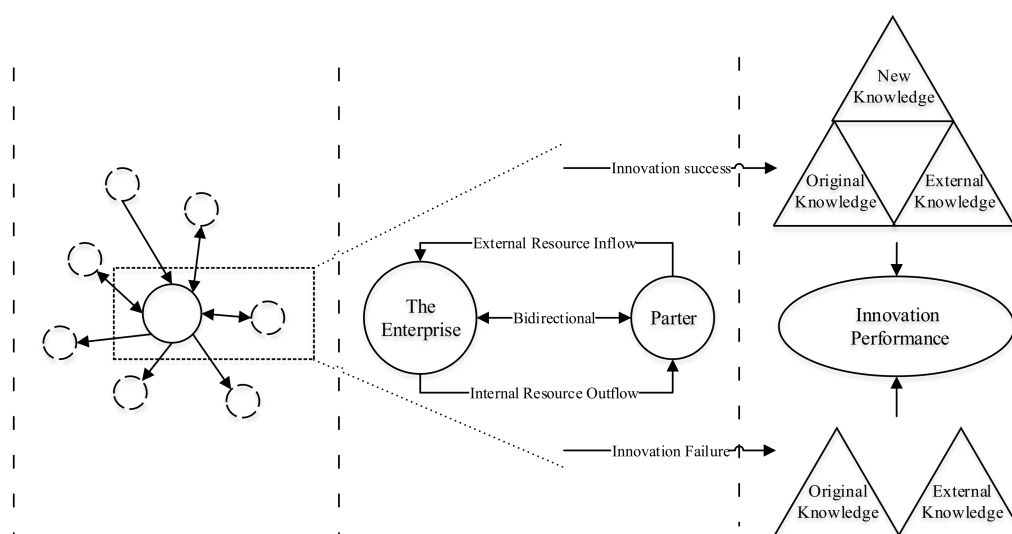 New
Knowledge
Innovation success
Original
Knowledge
External
Knowledge
External Resource Inflow
The
Enterprise
Bidirectional
Parter
Innovation
Performance
Internal Resource Outflow
Innovation Failure
Original
Knowledge
External
Knowledge